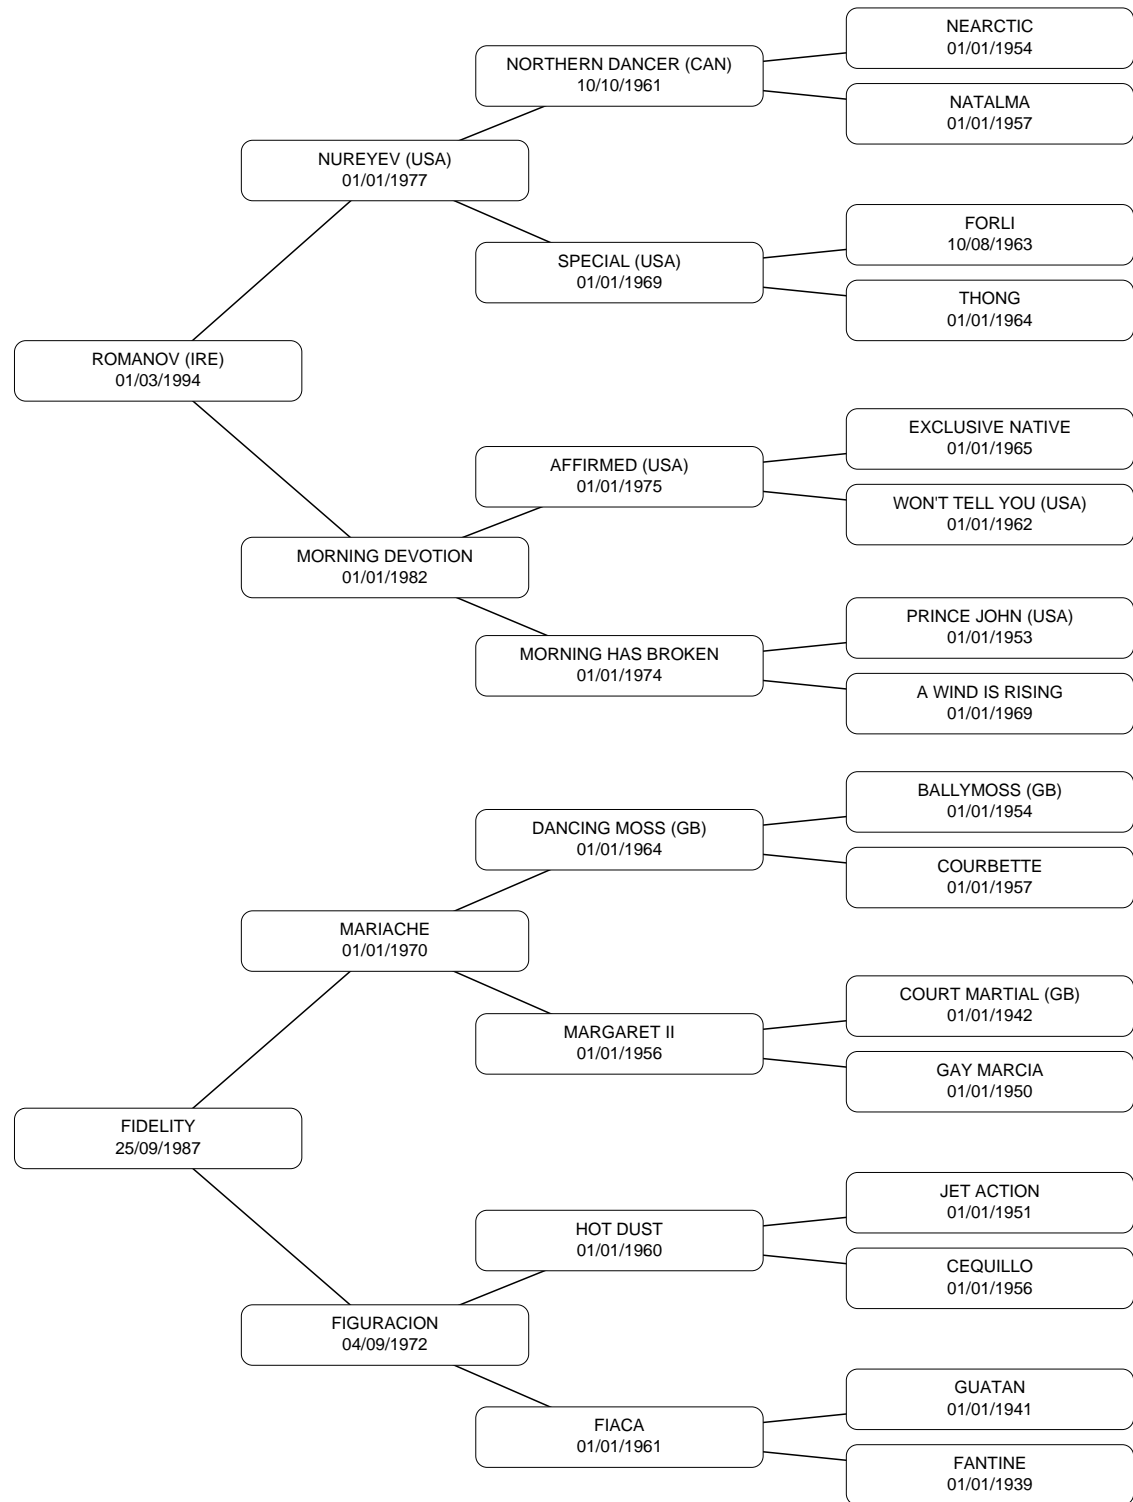 NEARCTIC
01/01/1954
NORTHERN DANCER (CAN)
10/10/1961
NATALMA
01/01/1957
NUREYEV (USA)
01/01/1977
FORLI
10/08/1963
SPECIAL (USA)
01/01/1969
THONG
01/01/1964
ROMANOV (IRE)
01/03/1994
EXCLUSIVE NATIVE
01/01/1965
AFFIRMED (USA)
01/01/1975
WON'T TELL YOU (USA)
01/01/1962
MORNING DEVOTION
01/01/1982
PRINCE JOHN (USA)
01/01/1953
MORNING HAS BROKEN
01/01/1974
A WIND IS RISING
01/01/1969
BALLYMOSS (GB)
01/01/1954
DANCING MOSS (GB)
01/01/1964
COURBETTE
01/01/1957
MARIACHE
01/01/1970
COURT MARTIAL (GB)
01/01/1942
MARGARET II
01/01/1956
GAY MARCIA
01/01/1950
FIDELITY
25/09/1987
JET ACTION
01/01/1951
HOT DUST
01/01/1960
CEQUILLO
01/01/1956
FIGURACION
04/09/1972
GUATAN
01/01/1941
FIACA
01/01/1961
FANTINE
01/01/1939